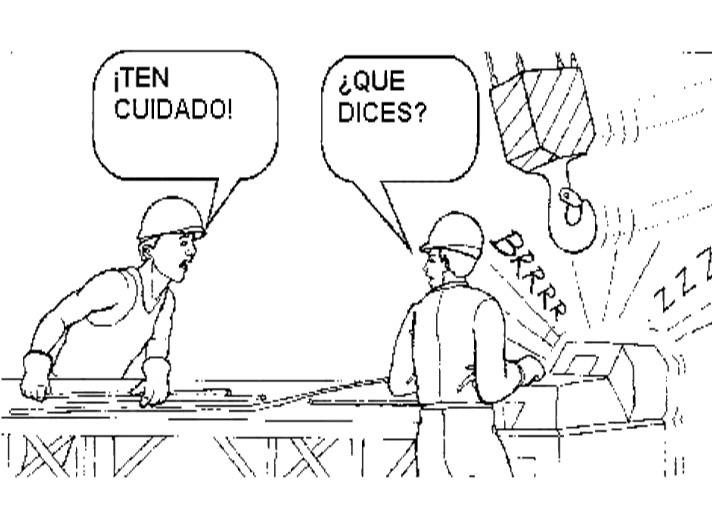 ¡TEN
CUIDADO!
¿QUE
DICES?
BRRRR
ZZZ